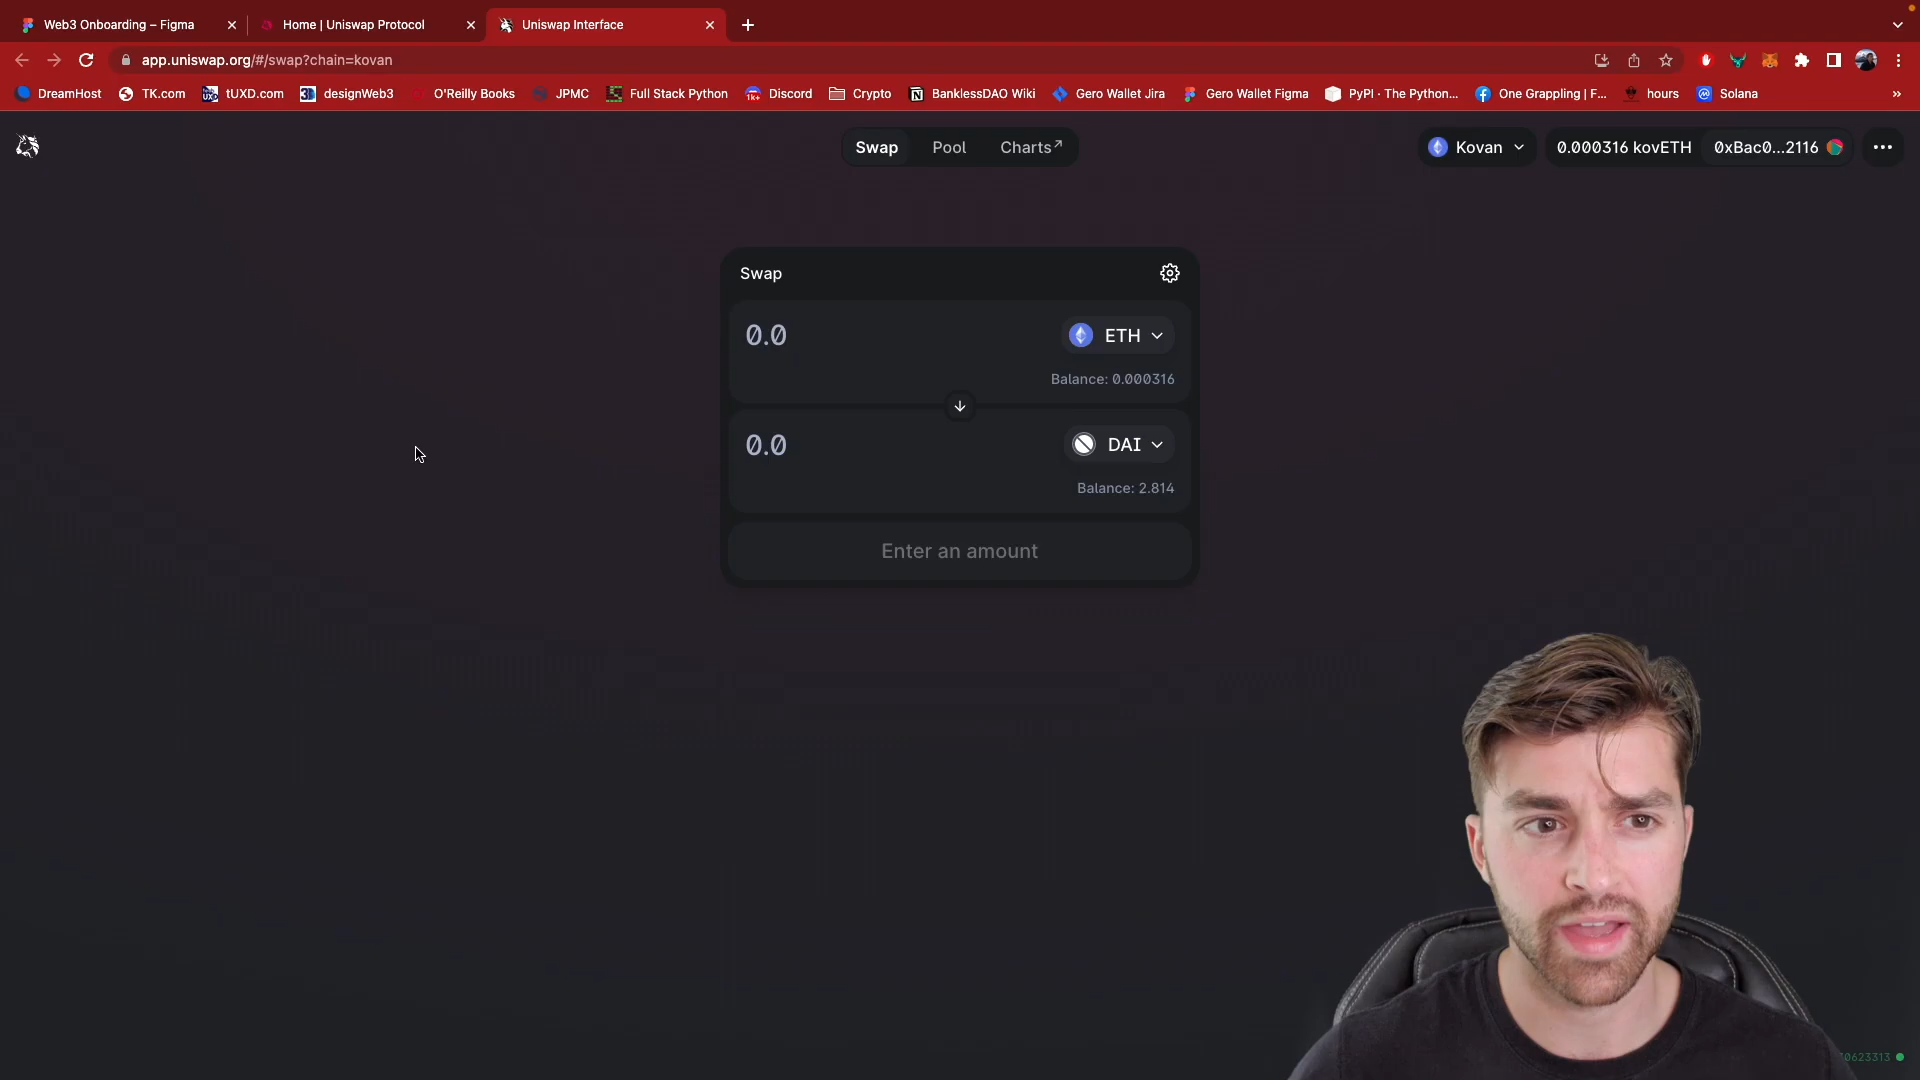 Web3 Onboarding – Figma
Home | Uniswap Protocol
Uniswap Interface
app.uniswap.org/#/swap?chain=kovan
DreamHost
TK.com
tUXD.com
designWeb3
O'Reilly Books
JPMC
Full Stack Python
1k+
Discord
Crypto
BanklessDAO Wiki
Gero Wallet Jira
Gero Wallet Figma
PyPI · The Python...
One Grappling | F...
hours
Solana
Swap
Pool
Charts↗
Kovan
0.000316 kovETH
0xBac0...2116
Swap
0.0
ETH
Balance: 0.000316
0.0
DAI
Balance: 2.814
Enter an amount